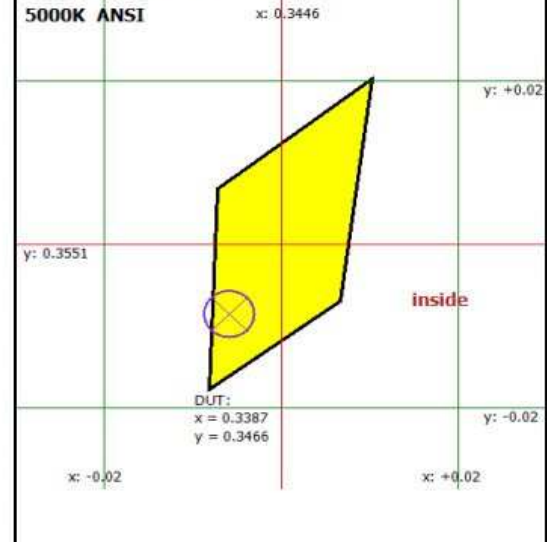 5000K ANSI
x: 0.3446
y: +0.02
y: 0.3551
inside
DUT:
x = 0.3387
y = 0.3466
y: -0.02
x: -0.02
x: +0.02